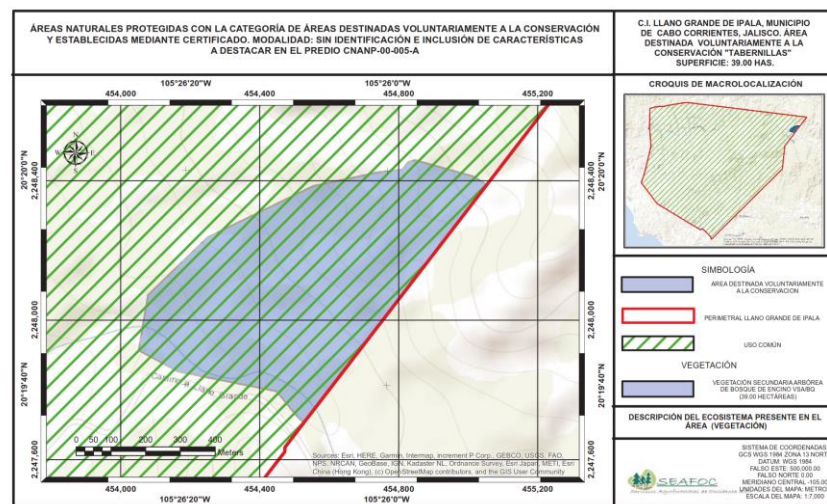 ÁREAS NATURALES PROTEGIDAS CON LA CATEGORÍA DE ÁREAS DESTINADAS VOLUNTARIAMENTE A LA CONSERVACIÓN
Y ESTABLECIDAS MEDIANTE CERTIFICADO. MODALIDAD: SIN IDENTIFICACIÓN E INCLUSIÓN DE CARACTERÍSTICAS
A DESTACAR EN EL PREDIO CNANP-00-005-A
105°26'20"W 105°26'0"W
454,000 454,400 454,800 455,200
N
W E
S
20°20'0"N
2,248,400
2,248,000
20°19'40"N
2,247,600
20°20'0"N
2,248,400
2,248,000
20°19'40"N
2,247,600
Camino a Llano Grande
0 50 100 200 300 400
Meters
Sources: Esri, HERE, Garmin, Intermap, increment P Corp., GEBCO, USGS, FAO,
NPS, NRCAN, GeoBase, IGN, Kadaster NL, Ordnance Survey, Esri Japan, METI, Esri
China (Hong Kong), (c) OpenStreetMap contributors, and the GIS User Community
454,000 454,400 454,800 455,200
105°26'20"W 105°26'0"W
C.I. LLANO GRANDE DE IPALA, MUNICIPIO
DE CABO CORRIENTES, JALISCO. ÁREA
DESTINADA VOLUNTARIAMENTE A LA
CONSERVACIÓN "TABERNILLAS"
SUPERFICIE: 39.00 HAS.
CROQUIS DE MACROLOCALIZACIÓN
SIMBOLOGÍA
AREA DESTINADA VOLUNTARIAMENTE
A LA CONSERVACION
PERIMETRAL LLANO GRANDE DE IPALA
USO COMÚN
VEGETACIÓN
VEGETACIÓN SECUNDARIA ARBÓREA
DE BOSQUE DE ENCINO VSA/BQ
(39.00 HECTÁREAS)
DESCRIPCIÓN DEL ECOSISTEMA PRESENTE EN EL
ÁREA (VEGETACIÓN)
SEAFOC
SISTEMA DE COORDENADAS
GCS WGS 1984 ZONA 13 NORTE
DATUM: WGS 1984
FALSO ESTE: 500,000.00
FALSO NORTE 0.00
MERIDIANO CENTRAL -105.00
UNIDADES DEL MAPA: METRO
ESCALA DEL MAPA: 1:7,050